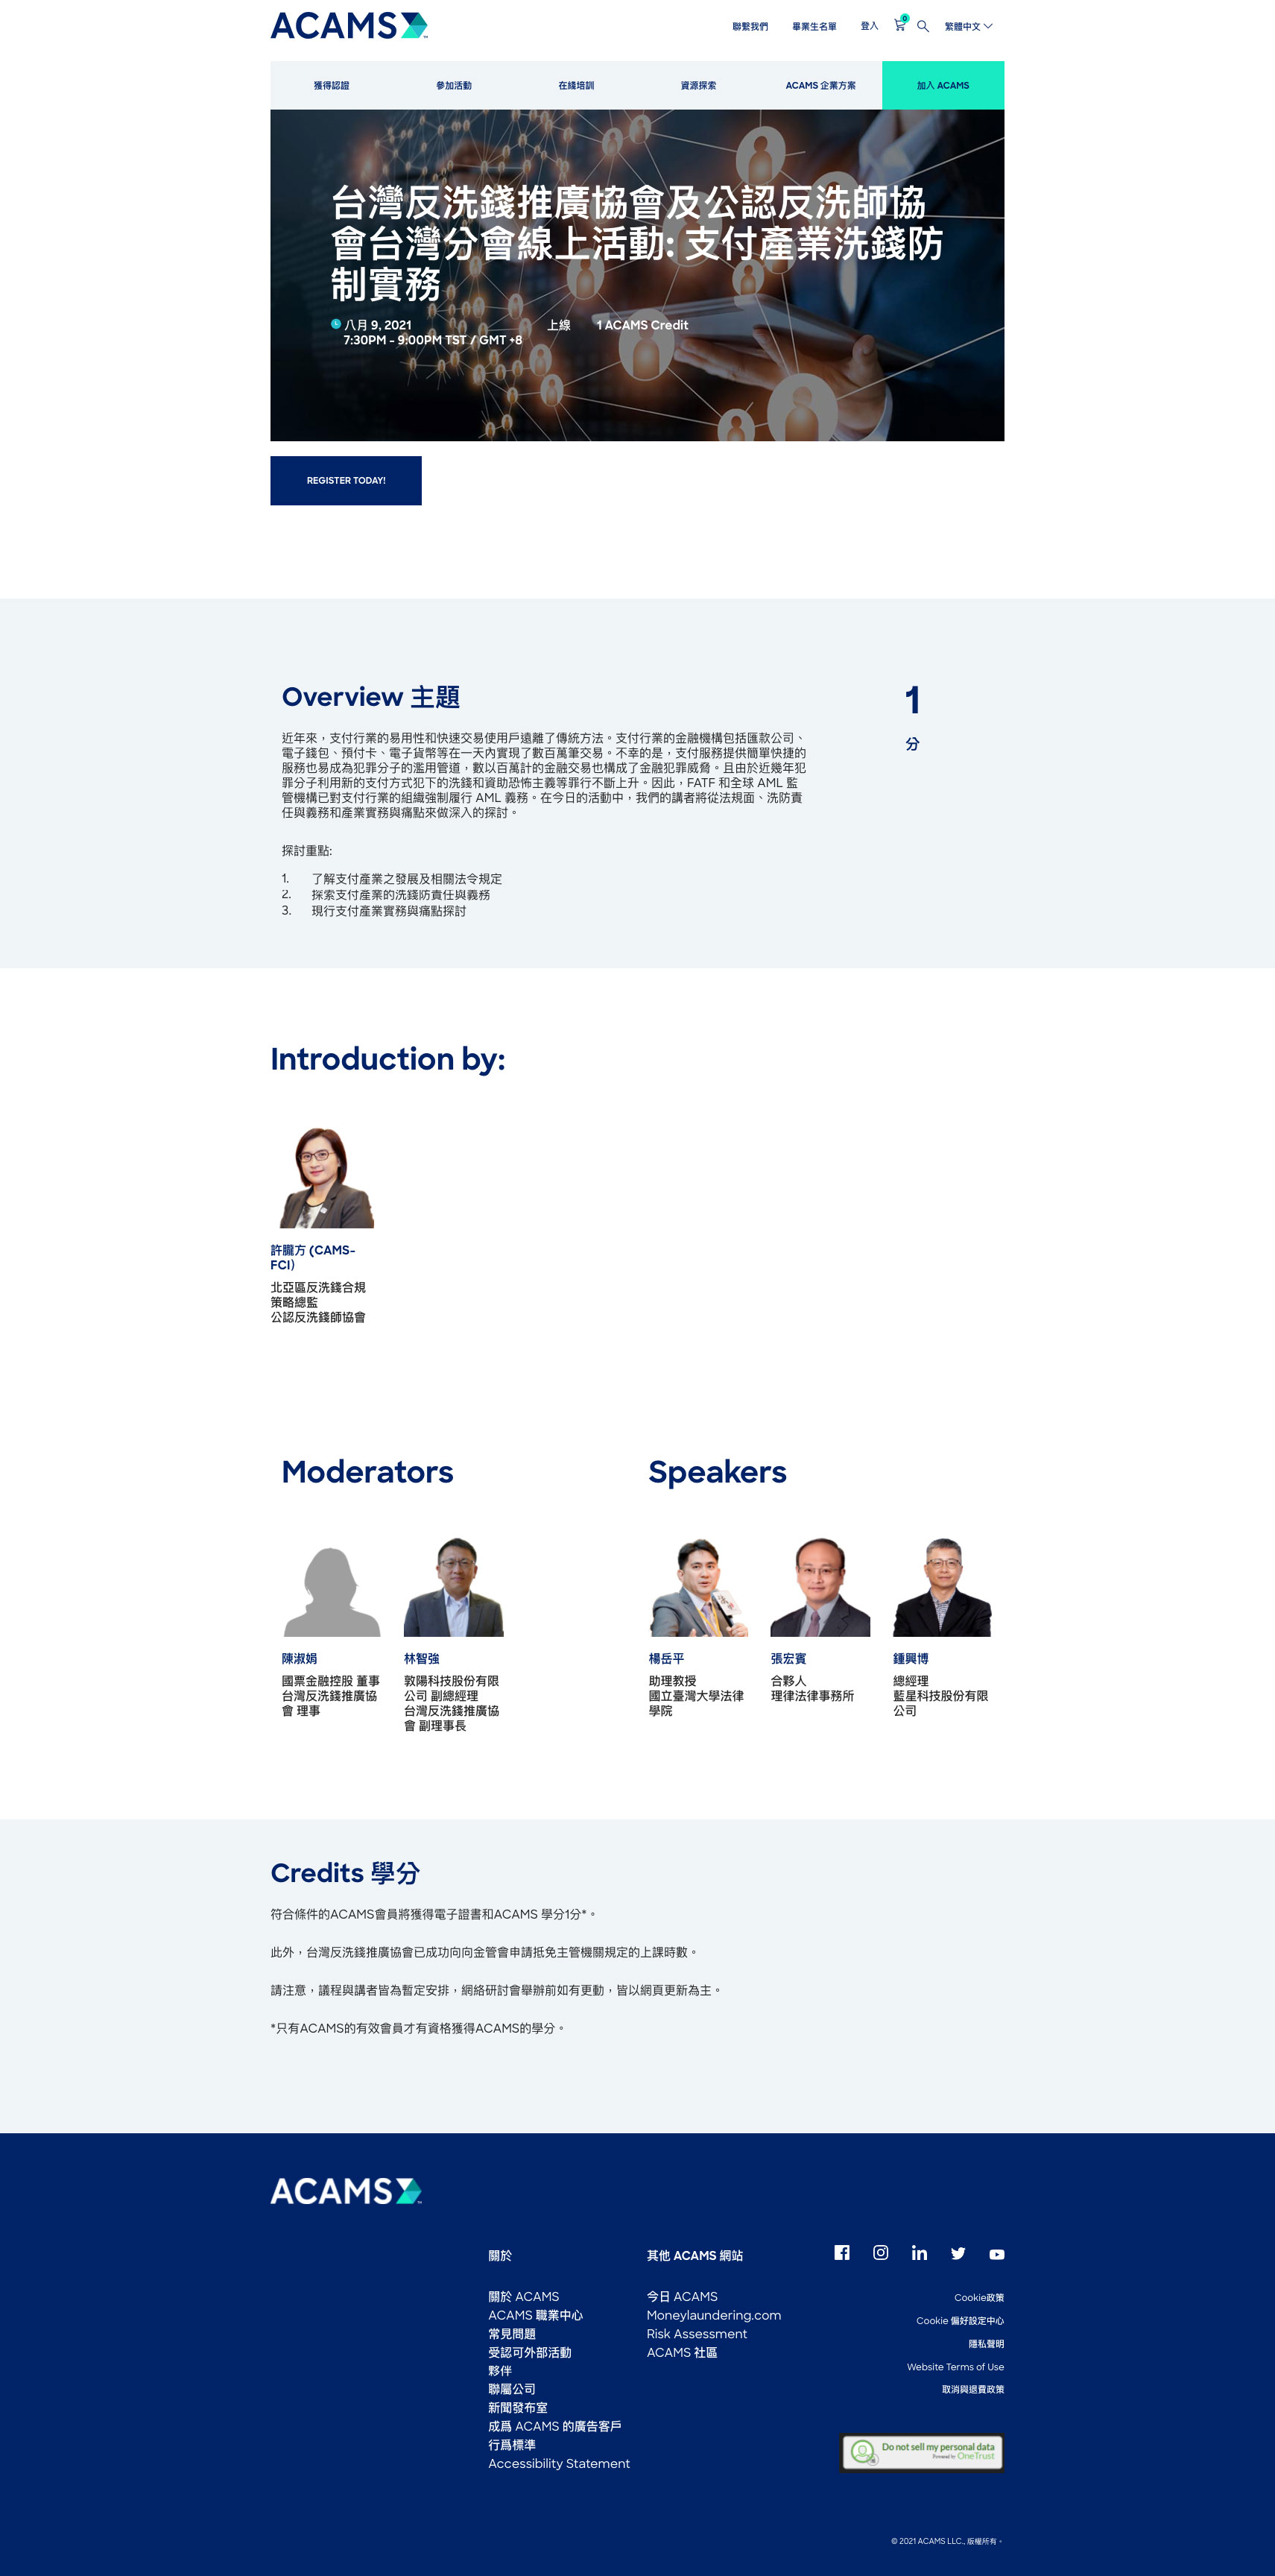 ACAMS
聯繫我們 畢業生名單 登入 0 繁體中文
獲得認證 參加活動 在綫培訓 資源探索 ACAMS 企業方案 加入 ACAMS
台灣反洗錢推廣協會及公認反洗師協
會台灣分會線上活動: 支付產業洗錢防
制實務
八月 9, 2021 上線 1 ACAMS Credit
7:30PM - 9:00PM TST / GMT +8
REGISTER TODAY!
Overview 主題
1
分
近年來，支付行業的易用性和快速交易使用戶遠離了傳統方法。支付行業的金融機構包括匯款公司、
電子錢包、預付卡、電子貨幣等在一天內實現了數百萬筆交易。不幸的是，支付服務提供簡單快捷的
服務也易成為犯罪分子的濫用管道，數以百萬計的金融交易也構成了金融犯罪威脅。且由於近幾年犯
罪分子利用新的支付方式犯下的洗錢和資助恐怖主義等罪行不斷上升。因此，FATF 和全球 AML 監
管機構已對支付行業的組織強制履行 AML 義務。在今日的活動中，我們的講者將從法規面、洗防責
任與義務和產業實務與痛點來做深入的探討。
探討重點:
1. 了解支付產業之發展及相關法令規定
2. 探索支付產業的洗錢防責任與義務
3. 現行支付產業實務與痛點探討
Introduction by:
許朧方 (CAMS-
FCI)
北亞區反洗錢合規
策略總監
公認反洗錢師協會
Moderators
陳淑娟
國票金融控股 董事
台灣反洗錢推廣協
會 理事
林智強
敦陽科技股份有限
公司 副總經理
台灣反洗錢推廣協
會 副理事長
Speakers
楊岳平
助理教授
國立臺灣大學法律
學院
張宏賓
合夥人
理律法律事務所
鍾興博
總經理
藍星科技股份有限
公司
Credits 學分
符合條件的ACAMS會員將獲得電子證書和ACAMS 學分1分*。
此外，台灣反洗錢推廣協會已成功向向金管會申請抵免主管機關規定的上課時數。
請注意，議程與講者皆為暫定安排，網絡研討會舉辦前如有更動，皆以網頁更新為主。
*只有ACAMS的有效會員才有資格獲得ACAMS的學分。
ACAMS
關於
關於 ACAMS
ACAMS 職業中心
常見問題
受認可外部活動
夥伴
聯屬公司
新聞發布室
成爲 ACAMS 的廣告客戶
行爲標準
Accessibility Statement
其他 ACAMS 網站
今日 ACAMS
Moneylaundering.com
Risk Assessment
ACAMS 社區
Cookie政策
Cookie 偏好設定中心
隱私聲明
Website Terms of Use
取消與退費政策
Do not sell my personal data
Powered by OneTrust
© 2021 ACAMS LLC., 版權所有。